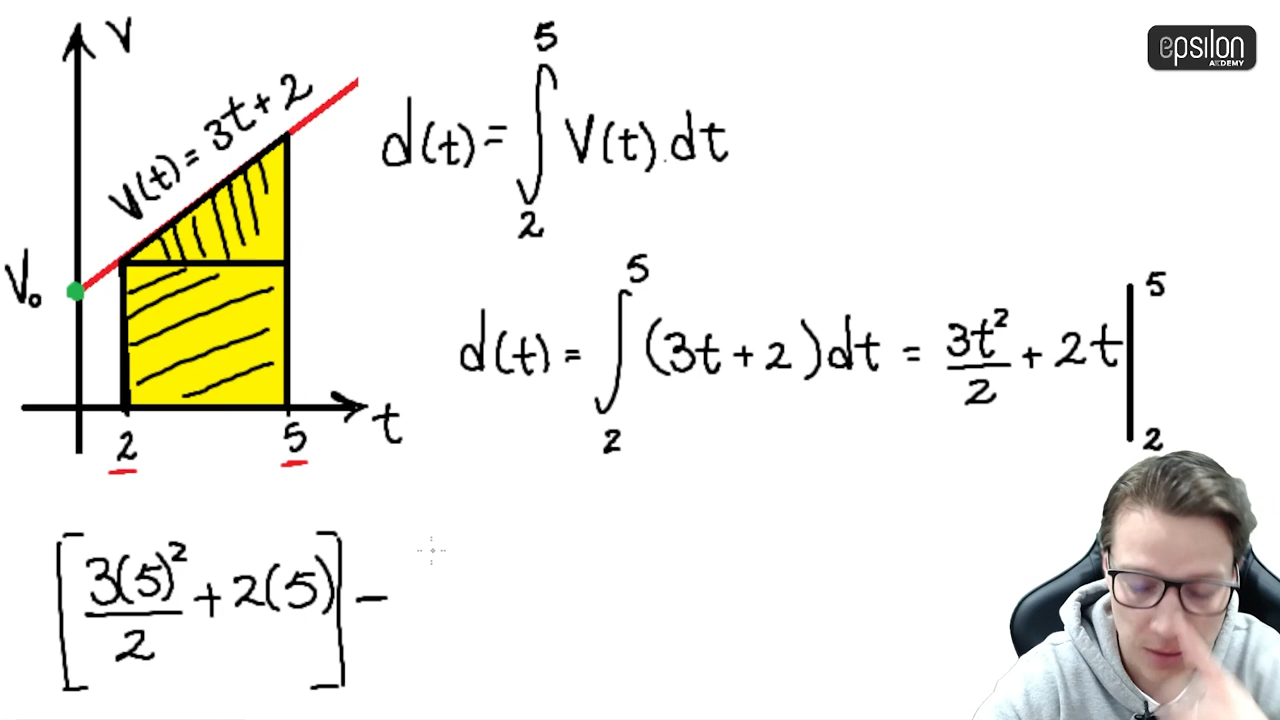 epsilon
AKDEMY
V
V(t) = 3t + 2
V₀
2
5
t
d(t) = ∫₂⁵ V(t).dt
d(t) = ∫₂⁵ (3t + 2)dt = 3t²/2 + 2t |₂⁵
[3(5)²/2 + 2(5)] −